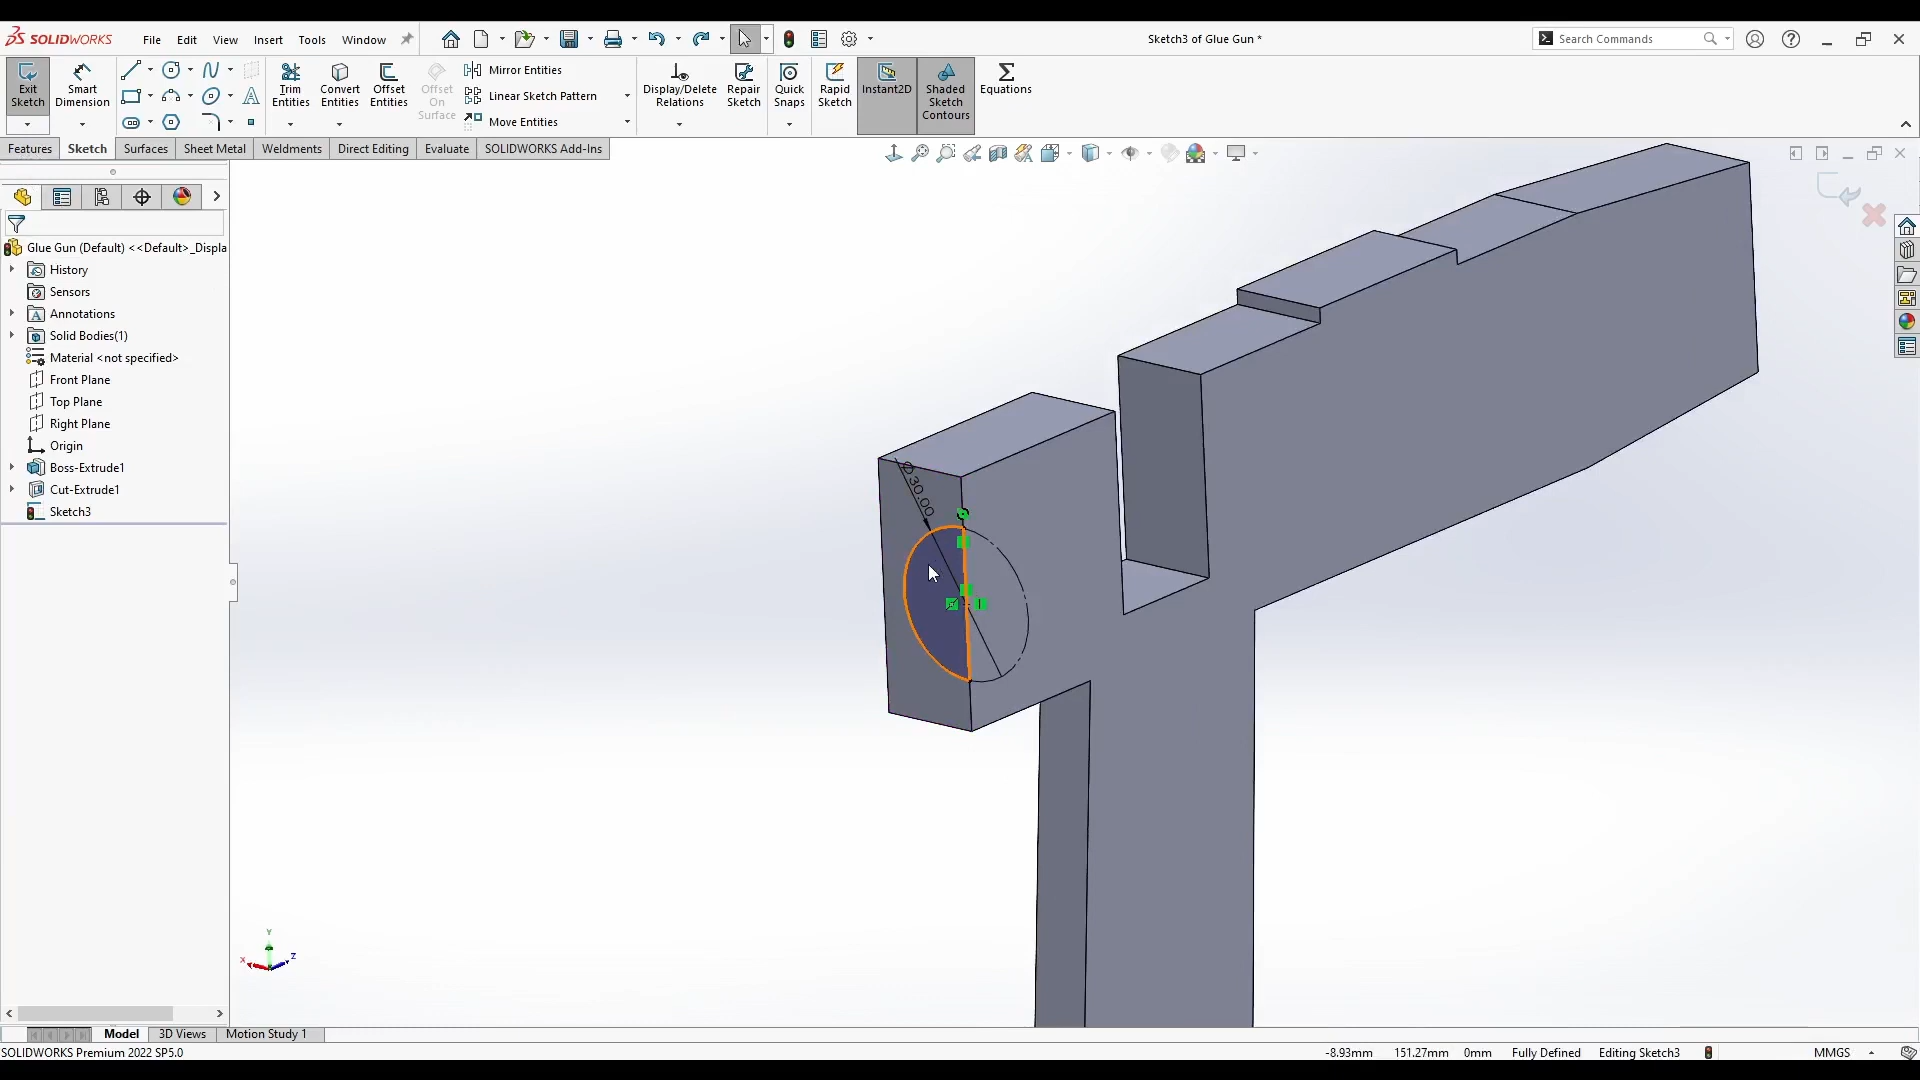 SOLIDWORKS File Edit View Insert Tools Window Sketch3 of Glue Gun * Search Commands
Exit Sketch
Smart Dimension
Trim Entities
Convert Entities
Offset Entities
Offset On Surface
Mirror Entities
Linear Sketch Pattern
Move Entities
Display/Delete Relations
Repair Sketch
Quick Snaps
Rapid Sketch
Instant2D
Shaded Sketch Contours
Equations
Features Sketch Surfaces Sheet Metal Weldments Direct Editing Evaluate SOLIDWORKS Add-Ins
Glue Gun (Default) <<Default>_Displa
History
Sensors
Annotations
Solid Bodies(1)
Material <not specified>
Front Plane
Top Plane
Right Plane
Origin
Boss-Extrude1
Cut-Extrude1
Sketch3
∅30.00
Y
X
Z
Model 3D Views Motion Study 1
SOLIDWORKS Premium 2022 SP5.0 -8.93mm 151.27mm 0mm Fully Defined Editing Sketch3 MMGS